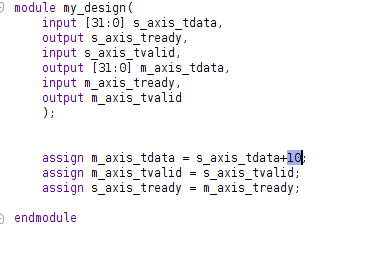 module my_design(
input [31:0] s_axis_tdata,
output s_axis_tready,
input s_axis_tvalid,
output [31:0] m_axis_tdata,
input m_axis_tready,
output m_axis_tvalid
);
assign m_axis_tdata = s_axis_tdata+10;
assign m_axis_tvalid = s_axis_tvalid;
assign s_axis_tready = m_axis_tready;
endmodule